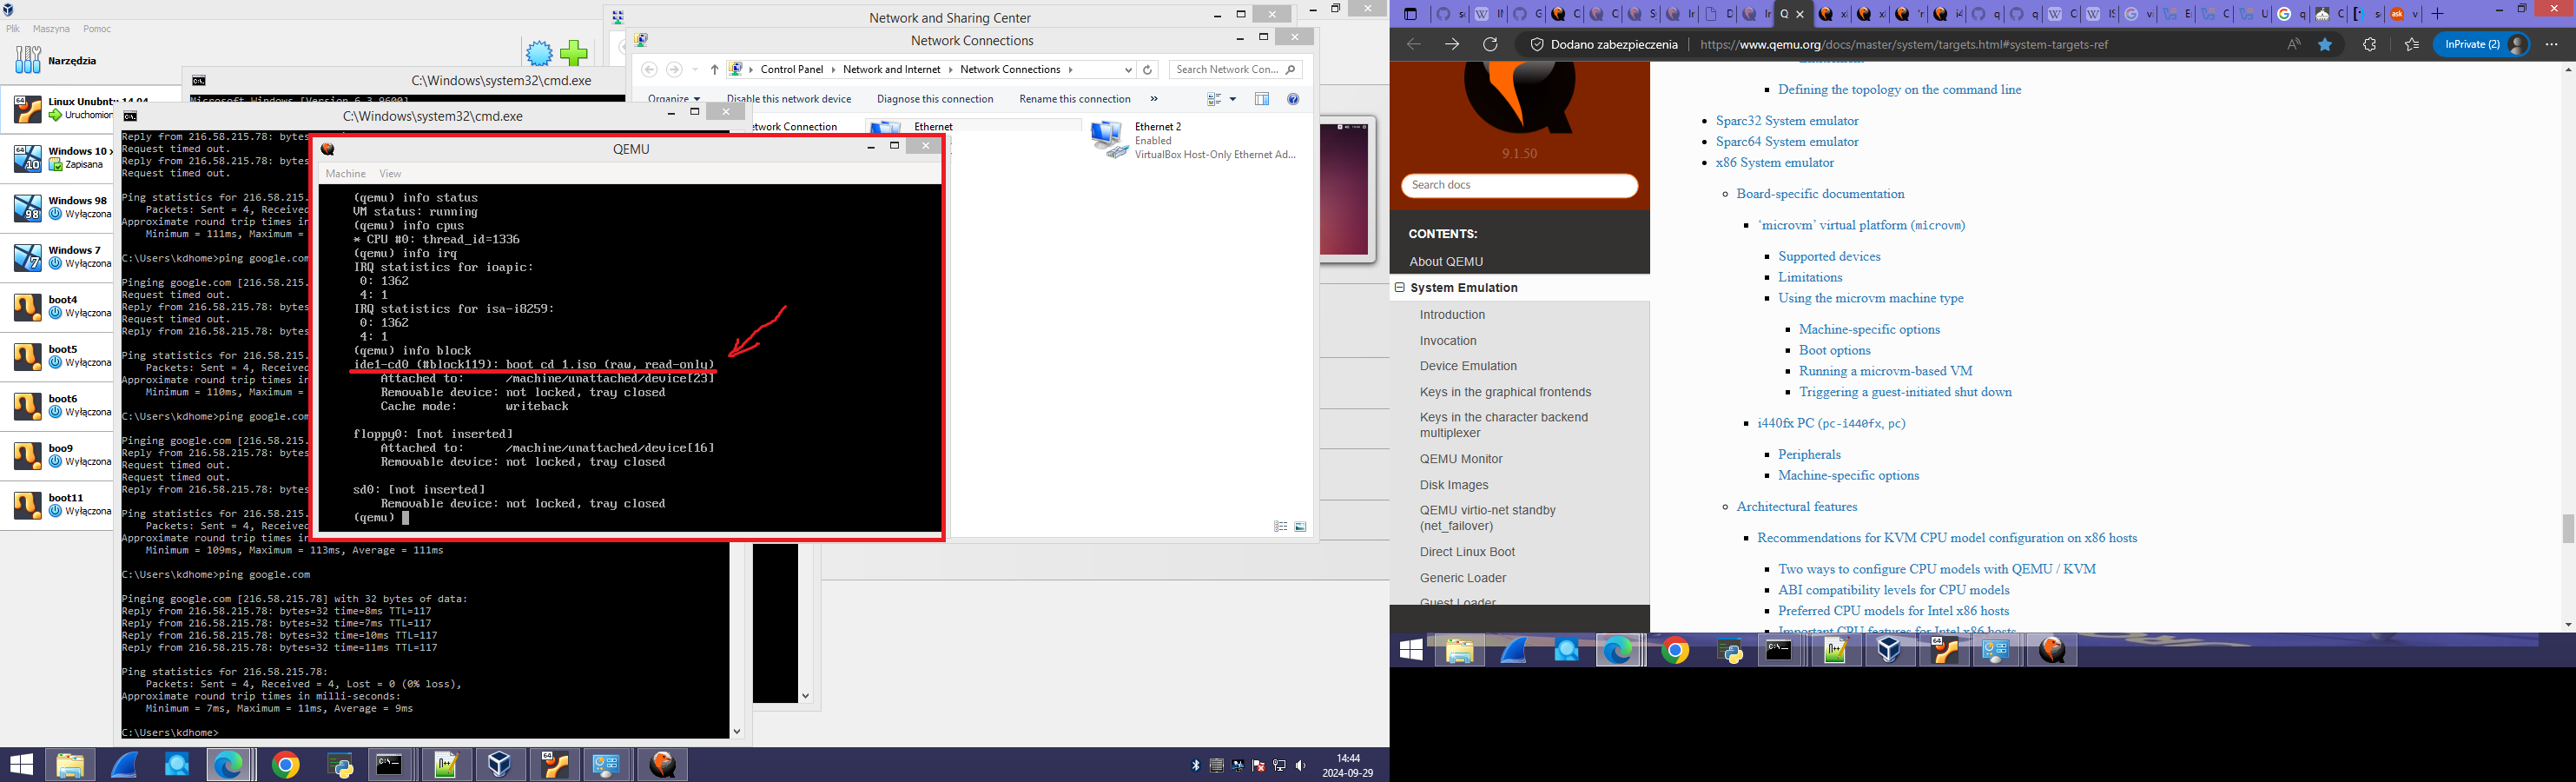 Plik Maszyna Pomoc
Narzędzia
Linux Unubntu 14.04
Uruchomion
Windows 10 x
Zapisana
Windows 98
Wyłączona
Windows 7
Wyłączona
boot4
Wyłączona
boot5
Wyłączona
boot6
Wyłączona
boo9
Wyłączona
boot11
Wyłączona
C:\Windows\system32\cmd.exe
Microsoft Windows [Version 6.3.9600]
C:\Windows\system32\cmd.exe
Reply from 216.58.215.78: bytes=
Request timed out.
Reply from 216.58.215.78: bytes=
Request timed out.
Ping statistics for 216.58.215.
Packets: Sent = 4, Received
Approximate round trip times in
Minimum = 111ms, Maximum =
C:\Users\kdhome>ping google.com
Pinging google.com [216.58.215.
Request timed out.
Request timed out.
Reply from 216.58.215.78: bytes
Reply from 216.58.215.78: bytes
Ping statistics for 216.58.215.
Packets: Sent = 4, Received
Approximate round trip times in
Minimum = 110ms, Maximum =
C:\Users\kdhome>ping google.com
Pinging google.com [216.58.215.
Reply from 216.58.215.78: bytes
Request timed out.
Request timed out.
Reply from 216.58.215.78: bytes
Ping statistics for 216.58.215.
Packets: Sent = 4, Received
Approximate round trip times in
Minimum = 109ms, Maximum = 113ms, Average = 111ms
C:\Users\kdhome>ping google.com
Pinging google.com [216.58.215.78] with 32 bytes of data:
Reply from 216.58.215.78: bytes=32 time=8ms TTL=117
Reply from 216.58.215.78: bytes=32 time=7ms TTL=117
Reply from 216.58.215.78: bytes=32 time=10ms TTL=117
Reply from 216.58.215.78: bytes=32 time=11ms TTL=117
Ping statistics for 216.58.215.78:
Packets: Sent = 4, Received = 4, Lost = 0 (0% loss),
Approximate round trip times in milli-seconds:
Minimum = 7ms, Maximum = 11ms, Average = 9ms
C:\Users\kdhome>
QEMU
Machine View
(qemu) info status
VM status: running
(qemu) info cpus
* CPU #0: thread_id=1336
(qemu) info irq
IRQ statistics for ioapic:
0: 1362
4: 1
IRQ statistics for isa-i8259:
0: 1362
4: 1
(qemu) info block
ide1-cd0 (#block119): boot cd 1.iso (raw, read-only)
Attached to: /machine/unattached/device[23]
Removable device: not locked, tray closed
Cache mode: writeback
floppy0: [not inserted]
Attached to: /machine/unattached/device[16]
Removable device: not locked, tray closed
sd0: [not inserted]
Removable device: not locked, tray closed
(qemu)
Network and Sharing Center
Network Connections
Control Panel Network and Internet Network Connections
Search Network Con...
Organize Disable this network device Diagnose this connection Rename this connection »
etwork Connection
Ethernet
Ethernet 2
Enabled
VirtualBox Host-Only Ethernet Ad...
14:44
2024-09-29
Dodano zabezpieczenia
https://www.qemu.org/docs/master/system/targets.html#system-targets-ref
InPrivate (2)
9.1.50
Search docs
CONTENTS:
About QEMU
System Emulation
Introduction
Invocation
Device Emulation
Keys in the graphical frontends
Keys in the character backend
multiplexer
QEMU Monitor
Disk Images
QEMU virtio-net standby
(net_failover)
Direct Linux Boot
Generic Loader
Guest Loader
Defining the topology on the command line
Sparc32 System emulator
Sparc64 System emulator
x86 System emulator
Board-specific documentation
‘microvm’ virtual platform (microvm)
Supported devices
Limitations
Using the microvm machine type
Machine-specific options
Boot options
Running a microvm-based VM
Triggering a guest-initiated shut down
i440fx PC (pc-i440fx, pc)
Peripherals
Machine-specific options
Architectural features
Recommendations for KVM CPU model configuration on x86 hosts
Two ways to configure CPU models with QEMU / KVM
ABI compatibility levels for CPU models
Preferred CPU models for Intel x86 hosts
Important CPU features for Intel x86 hosts